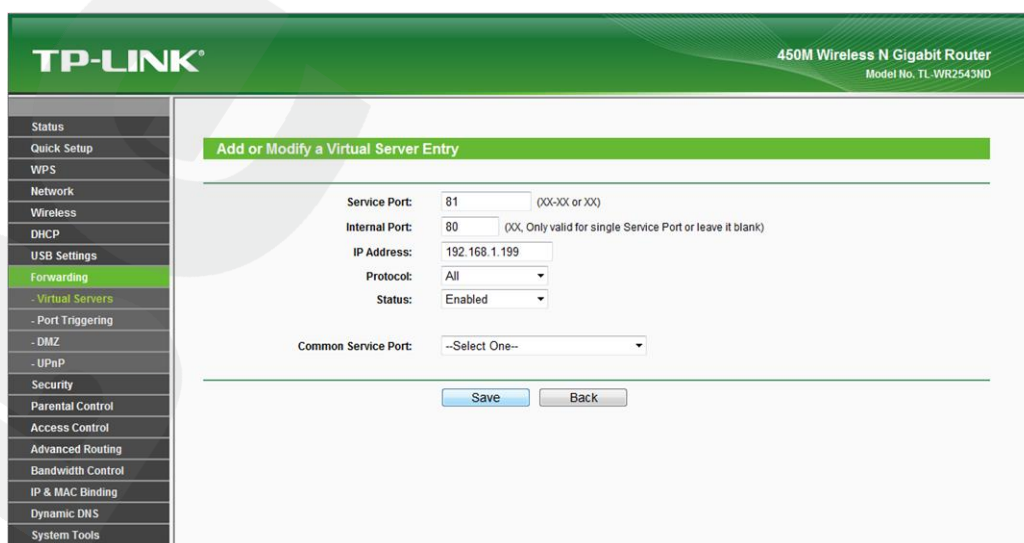 TP-LINK®
450M Wireless N Gigabit Router
Model No. TL-WR2543ND
Status
Quick Setup
WPS
Network
Wireless
DHCP
USB Settings
Forwarding
- Virtual Servers
- Port Triggering
- DMZ
- UPnP
Security
Parental Control
Access Control
Advanced Routing
Bandwidth Control
IP & MAC Binding
Dynamic DNS
System Tools
Add or Modify a Virtual Server Entry
Service Port: 81 (XX-XX or XX)
Internal Port: 80 (XX, Only valid for single Service Port or leave it blank)
IP Address: 192.168.1.199
Protocol: All
Status: Enabled
Common Service Port: --Select One--
Save Back